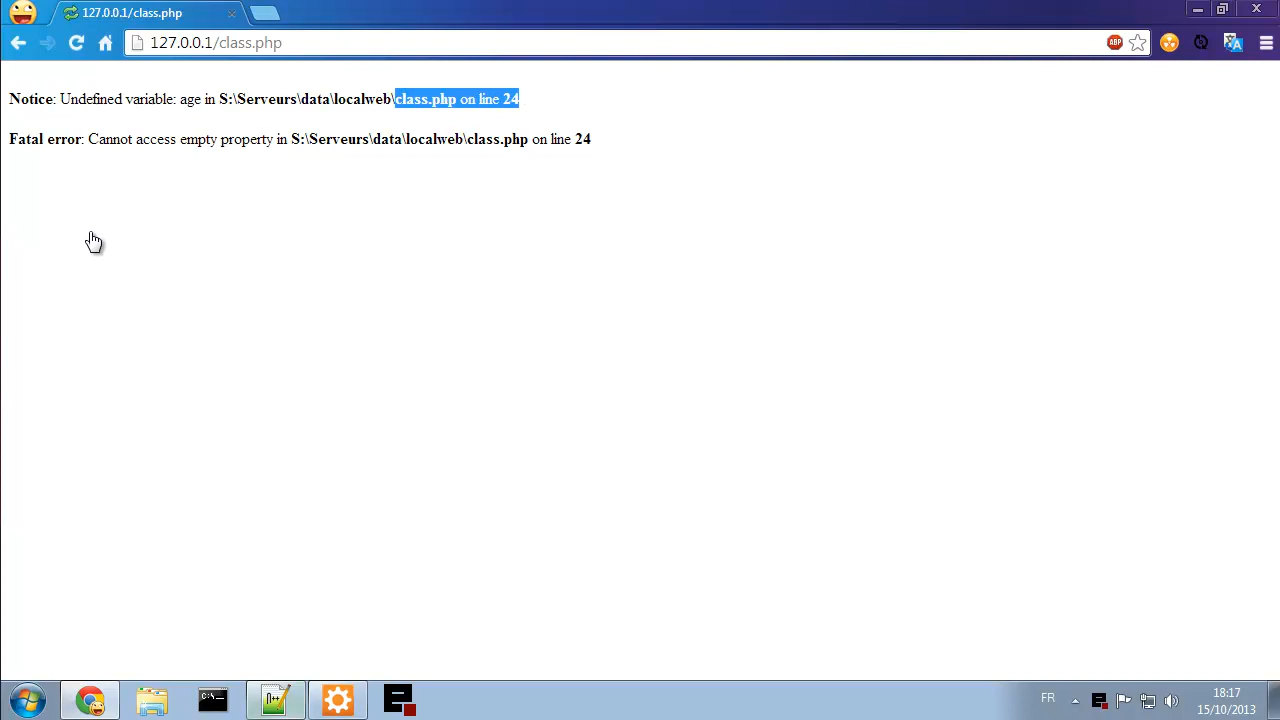 127.0.0.1/class.php
127.0.0.1/class.php
ABP
Notice: Undefined variable: age in S:\Serveurs\data\localweb\class.php on line 24
Fatal error: Cannot access empty property in S:\Serveurs\data\localweb\class.php on line 24
C:\_
FR
18:17
15/10/2013